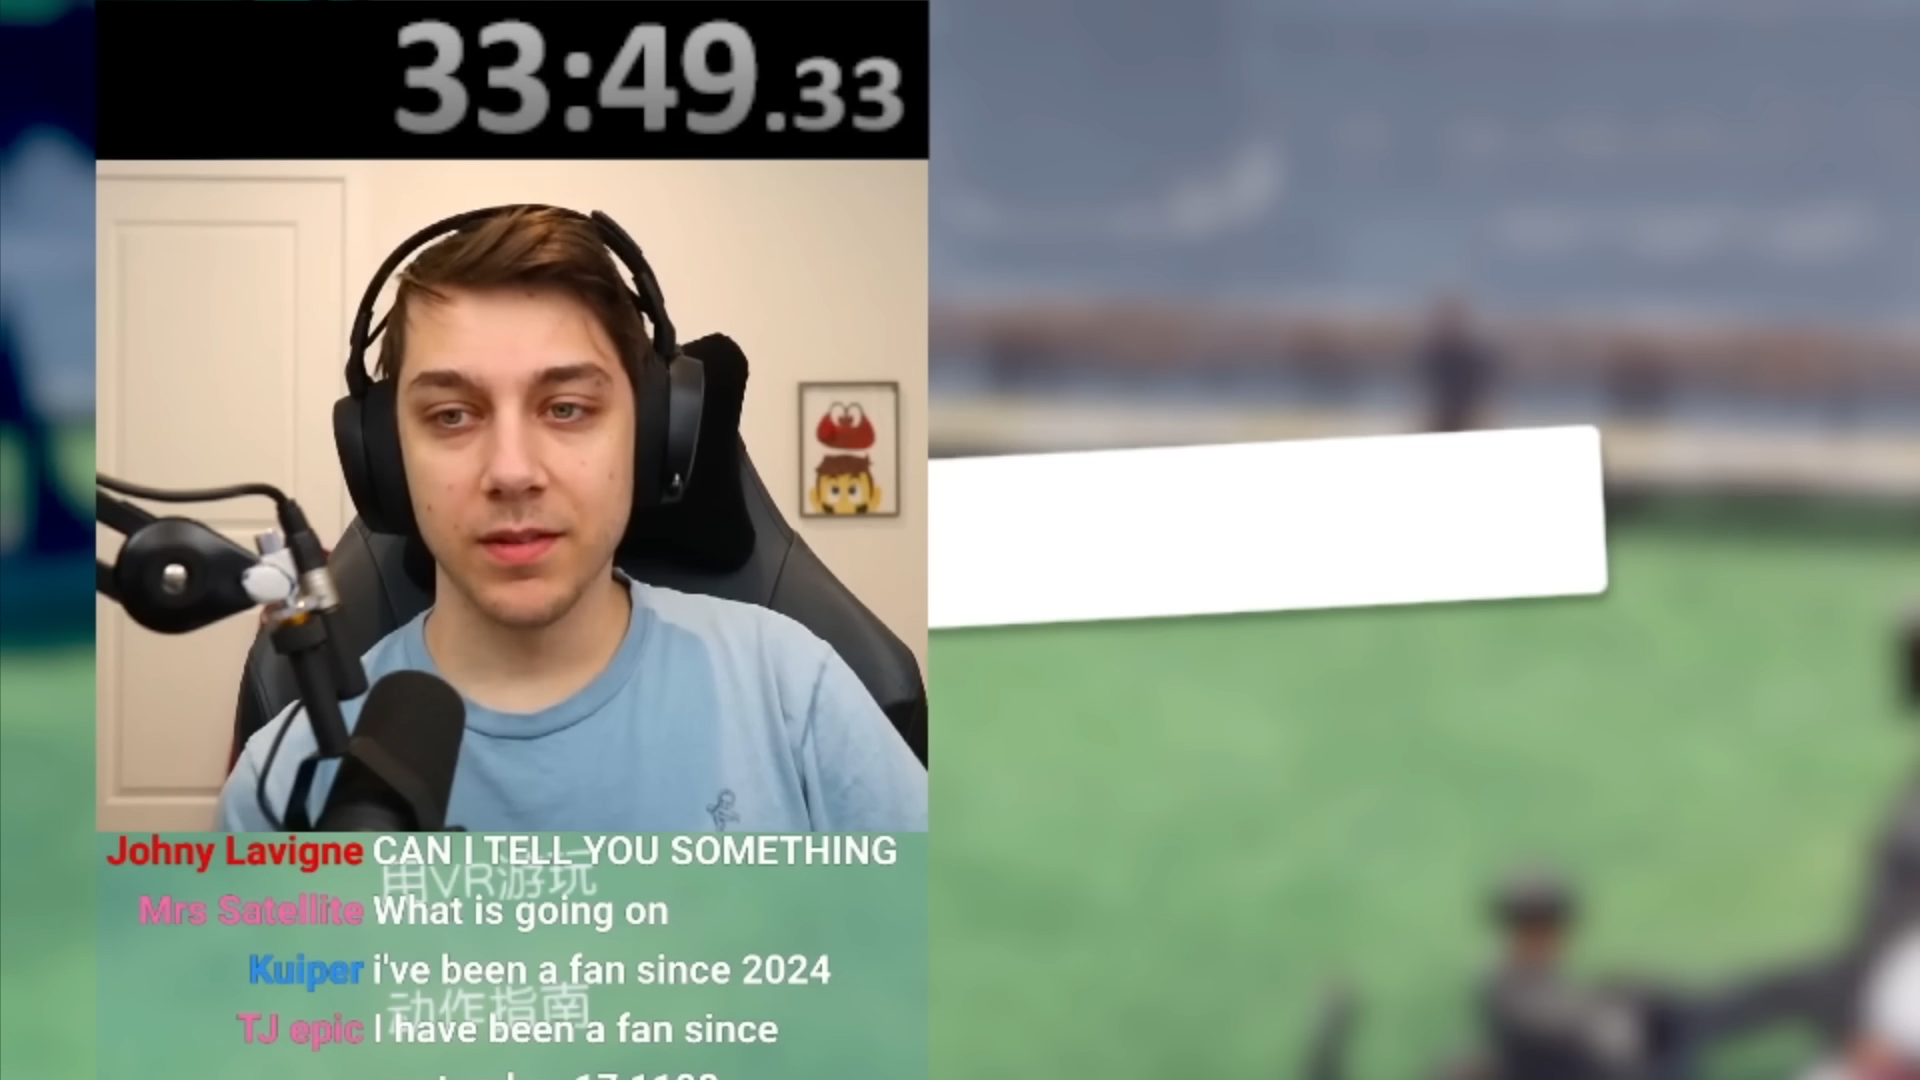 33:49.33
Johny Lavigne CAN I TELL YOU SOMETHING
用VR游玩
Mrs Satellite What is going on
Kuiper i've been a fan since 2024
动作指南
TJ epic I have been a fan since